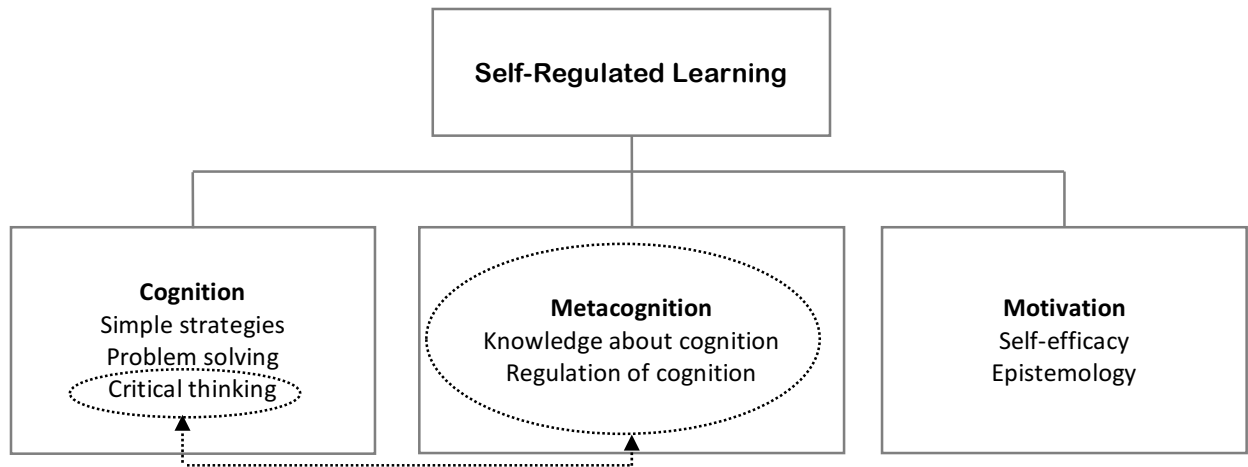 Self-Regulated Learning
Cognition
Simple strategies
Problem solving
Critical thinking
Metacognition
Knowledge about cognition
Regulation of cognition
Motivation
Self-efficacy
Epistemology